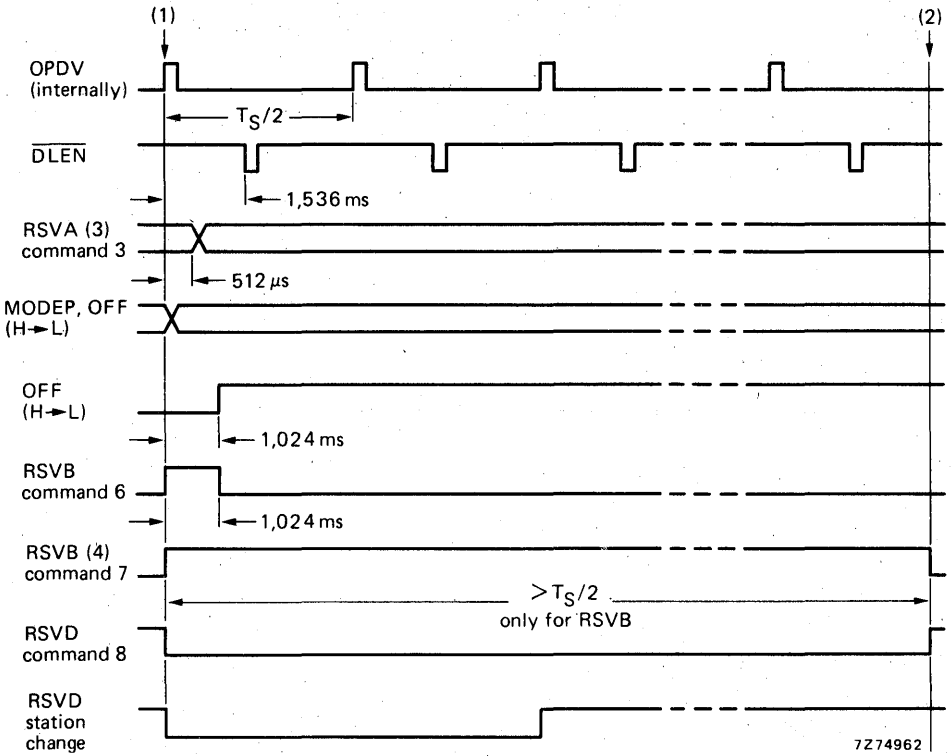 (1)
(2)
OPDV
(internally)
T_S/2
DLEN
1,536 ms
RSVA (3)
command 3
512 μs
MODEP, OFF
(H→L)
OFF
(H→L)
1,024 ms
RSVB
command 6
1,024 ms
RSVB (4)
command 7
>T_S/2
only for RSVB
RSVD
command 8
RSVD
station
change
7Z74962